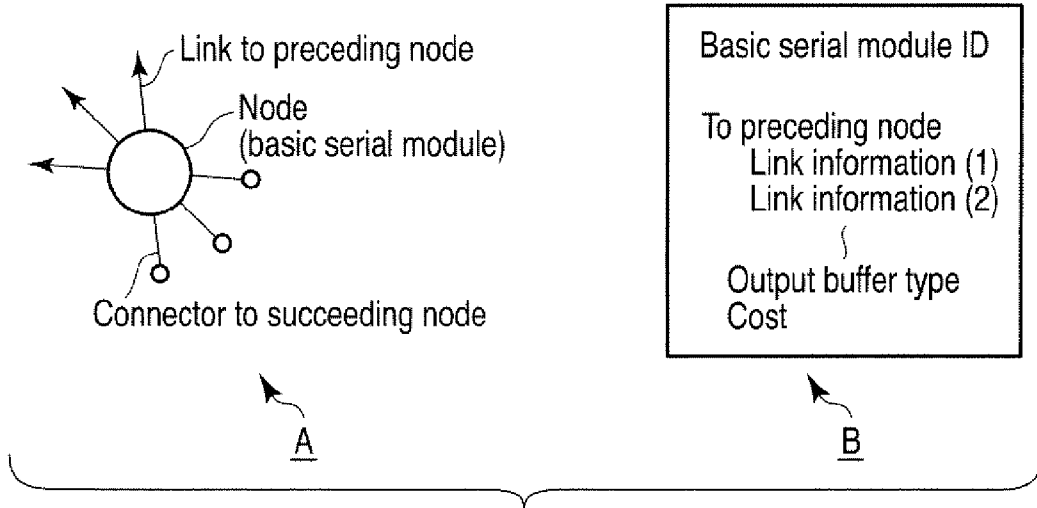 Link to preceding node
Node
(basic serial module)
Connector to succeeding node
A
Basic serial module ID
To preceding node
Link information (1)
Link information (2)
Output buffer type
Cost
B